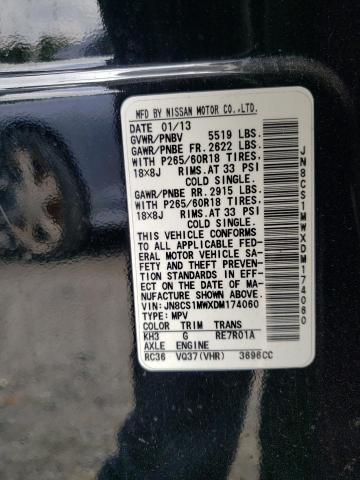 MFD BY NISSAN MOTOR CO.,LTD.
DATE 01/13
GVWR/PNBV 5519 LBS.
GAWR/PNBE FR.2622 LBS.
WITH P265/60R18 TIRES,
18X8J RIMS.AT 33 PSI
COLD SINGLE.
GAWR/PNBE RR.2915 LBS.
WITH P265/60R18 TIRES,
18X8J RIMS.AT 33 PSI
COLD SINGLE.
THIS VEHICLE CONFORMS
TO ALL APPLICABLE FED-
ERAL MOTOR VEHICLE SA-
FETY AND THEFT PREVENT-
ION STANDARDS IN EFF-
ECT ON THE DATE OF MA-
NUFACTURE SHOWN ABOVE.
VIN:JN8CS1MWXDM174060
TYPE:MPV
COLOR TRIM TRANS
KH3 G RE7R01A
AXLE ENGINE
RC36 VQ37(VHR) 3696CC
JN8CS1MWXDM174060